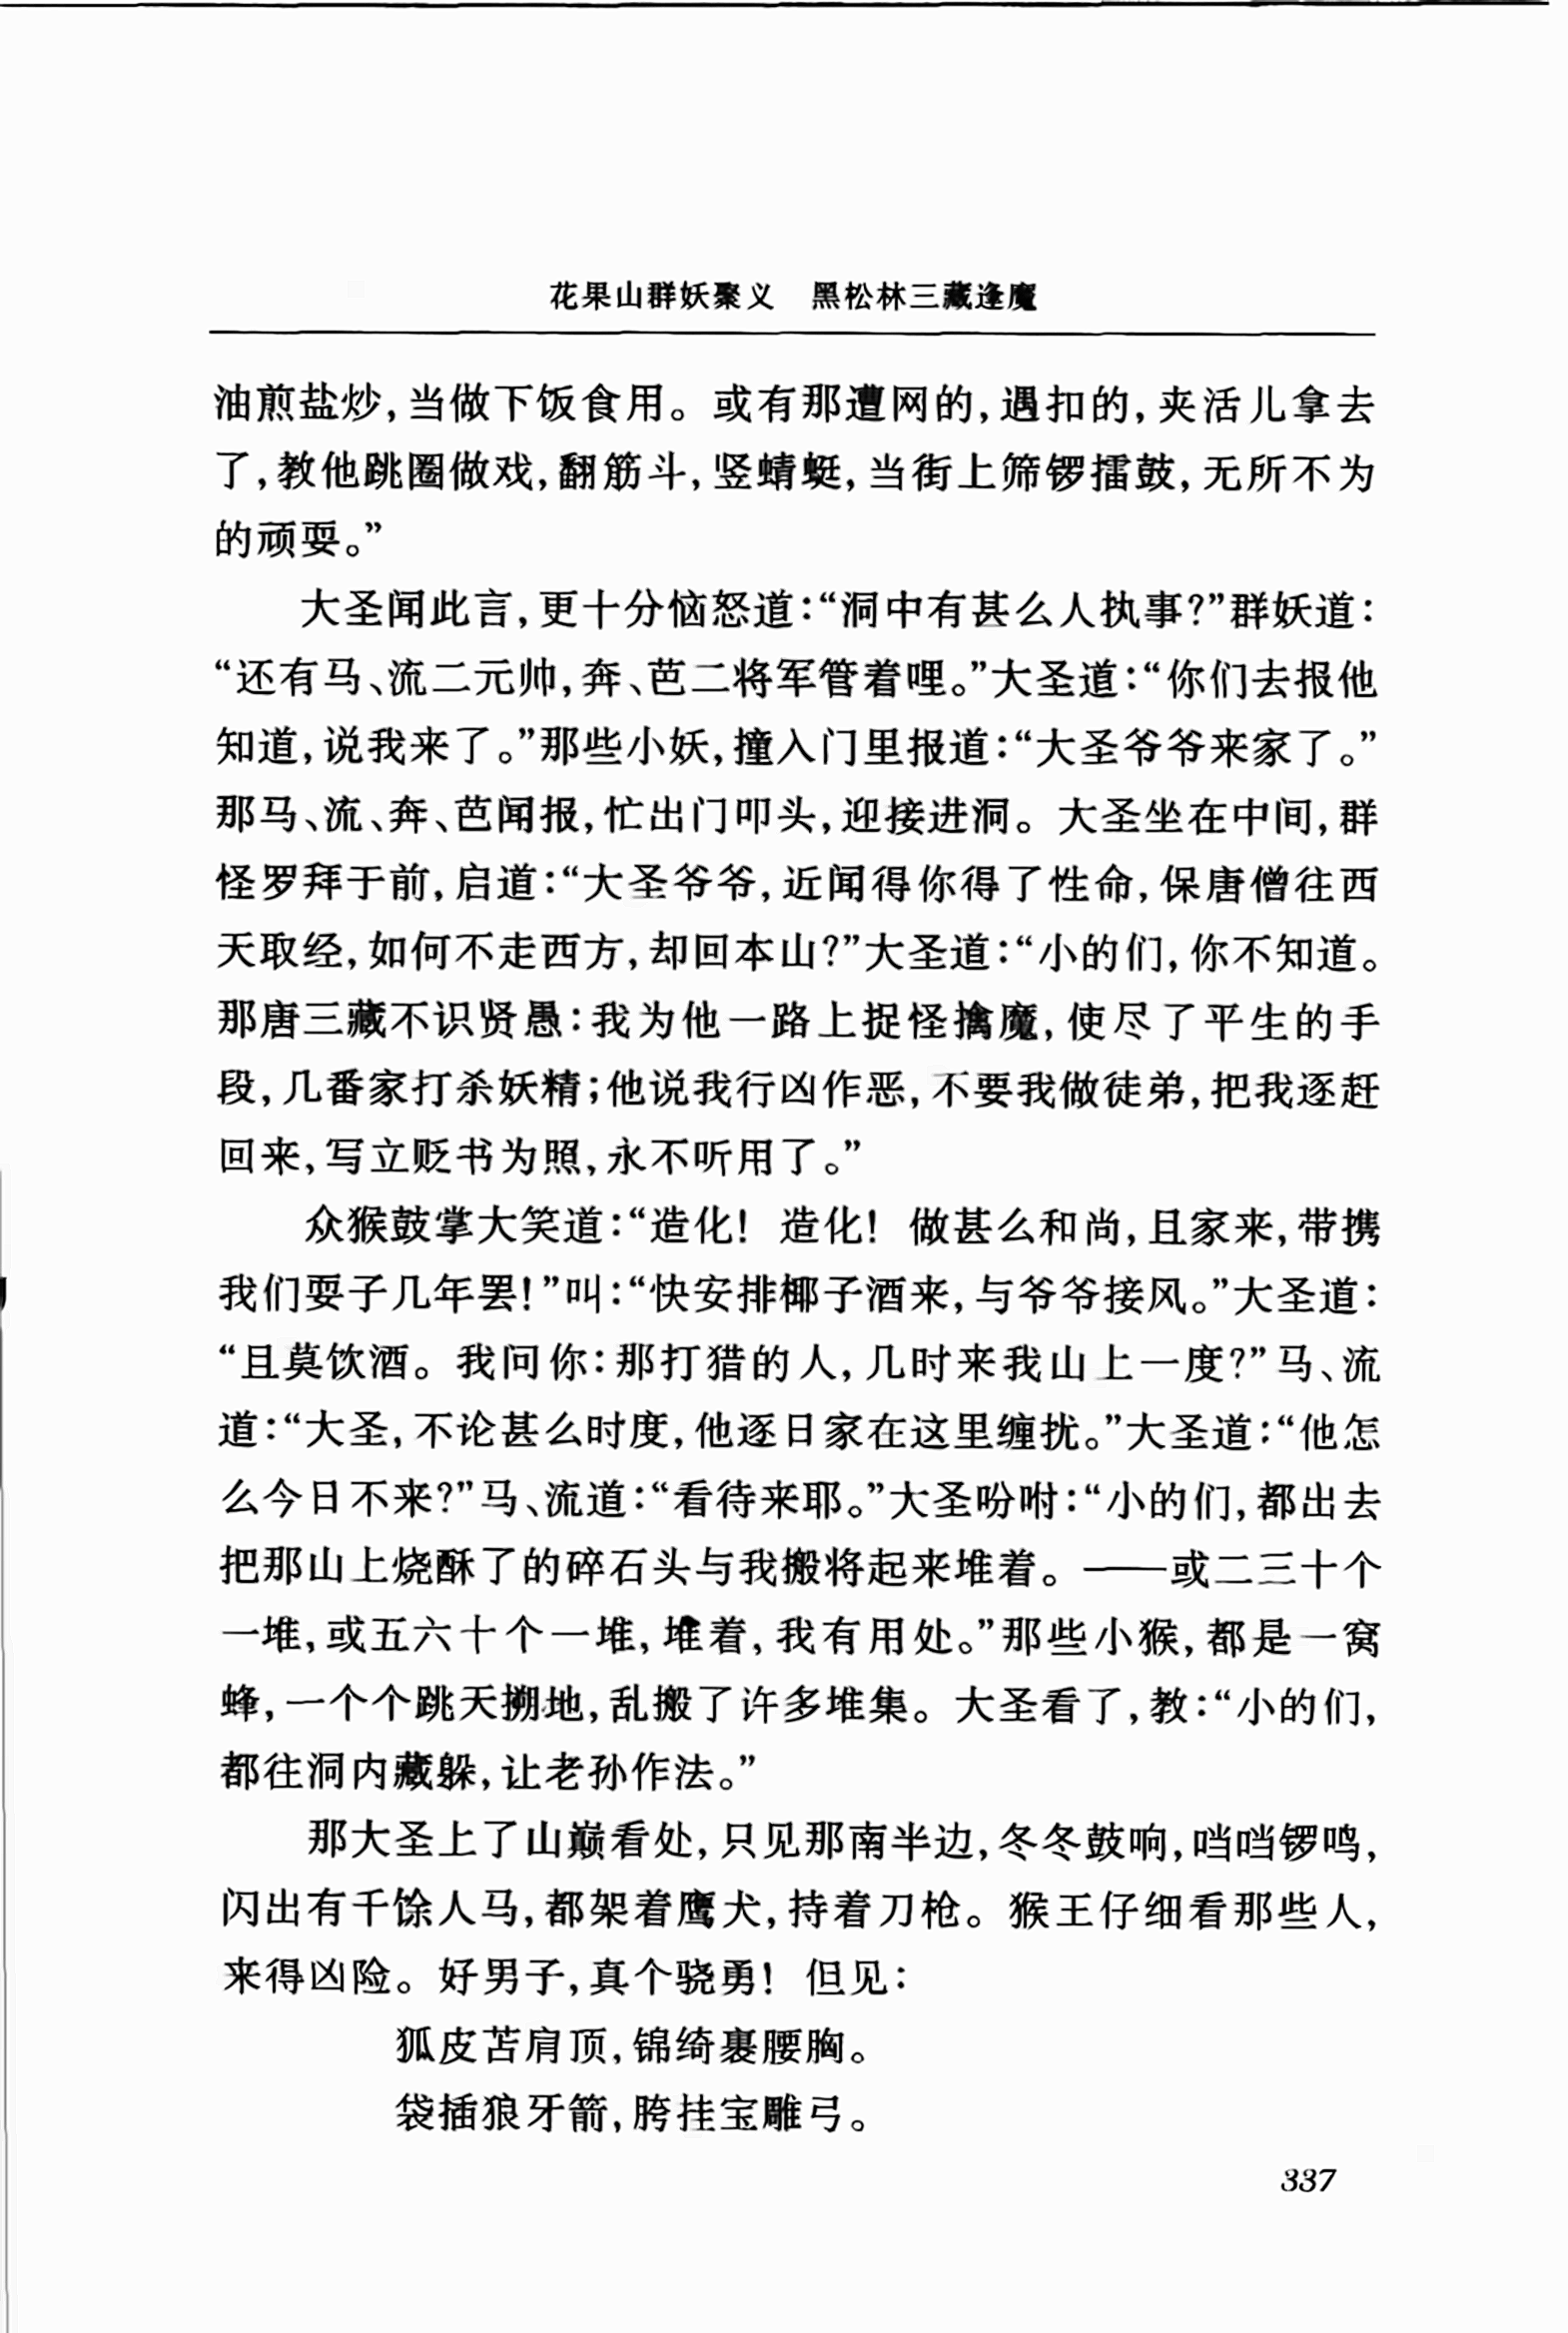 花果山群妖聚义　黑松林三藏逢魔
油煎盐炒,当做下饭食用。或有那遭网的,遇扣的,夹活儿拿去
了,教他跳圈做戏,翻筋斗,竖蜻蜓,当街上筛锣擂鼓,无所不为
的顽耍。”
大圣闻此言,更十分恼怒道:“洞中有甚么人执事?”群妖道:
“还有马、流二元帅,奔、芭二将军管着哩。”大圣道:“你们去报他
知道,说我来了。”那些小妖,撞入门里报道:“大圣爷爷来家了。”
那马、流、奔、芭闻报,忙出门叩头,迎接进洞。大圣坐在中间,群
怪罗拜于前,启道:“大圣爷爷,近闻得你得了性命,保唐僧往西
天取经,如何不走西方,却回本山?”大圣道:“小的们,你不知道。
那唐三藏不识贤愚:我为他一路上捉怪擒魔,使尽了平生的手
段,几番家打杀妖精;他说我行凶作恶,不要我做徒弟,把我逐赶
回来,写立贬书为照,永不听用了。”
众猴鼓掌大笑道:“造化! 造化! 做甚么和尚,且家来,带携
我们耍子几年罢!”叫:“快安排椰子酒来,与爷爷接风。”大圣道:
“且莫饮酒。我问你:那打猎的人,几时来我山上一度?”马、流
道:“大圣,不论甚么时度,他逐日家在这里缠扰。”大圣道:“他怎
么今日不来?”马、流道:“看待来耶。”大圣吩咐:“小的们,都出去
把那山上烧酥了的碎石头与我搬将起来堆着。——或二三十个
一堆,或五六十个一堆,堆着,我有用处。”那些小猴,都是一窝
蜂,一个个跳天搠地,乱搬了许多堆集。大圣看了,教:“小的们,
都往洞内藏躲,让老孙作法。”
那大圣上了山巅看处,只见那南半边,冬冬鼓响,噹噹锣鸣,
闪出有千馀人马,都架着鹰犬,持着刀枪。猴王仔细看那些人,
来得凶险。好男子,真个骁勇! 但见:
狐皮苫肩顶,锦绮裹腰胸。
袋插狼牙箭,胯挂宝雕弓。
337